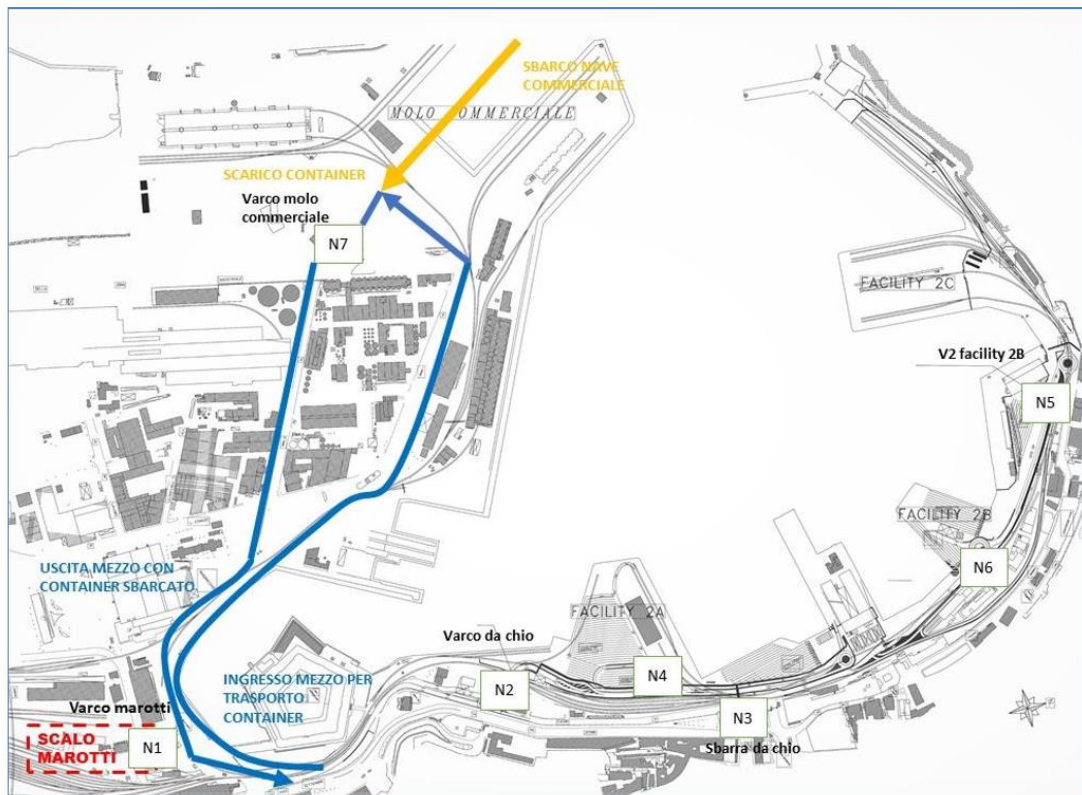 SBARCO NAVE
COMMERCIALE
MOLO COMMERCIALE
SCARICO CONTAINER
Varco molo
commerciale
N7
FACILITY 2C
V2 facility 2B
N5
FACILITY 2B
N6
USCITA MEZZO CON
CONTAINER SBARCATO
FACILITY 2A
Varco da chio
INGRESSO MEZZO PER
TRASPORTO
CONTAINER
N4
N2
Varco marotti
N3
Sbarra da chio
SCALO
MAROTTI
N1